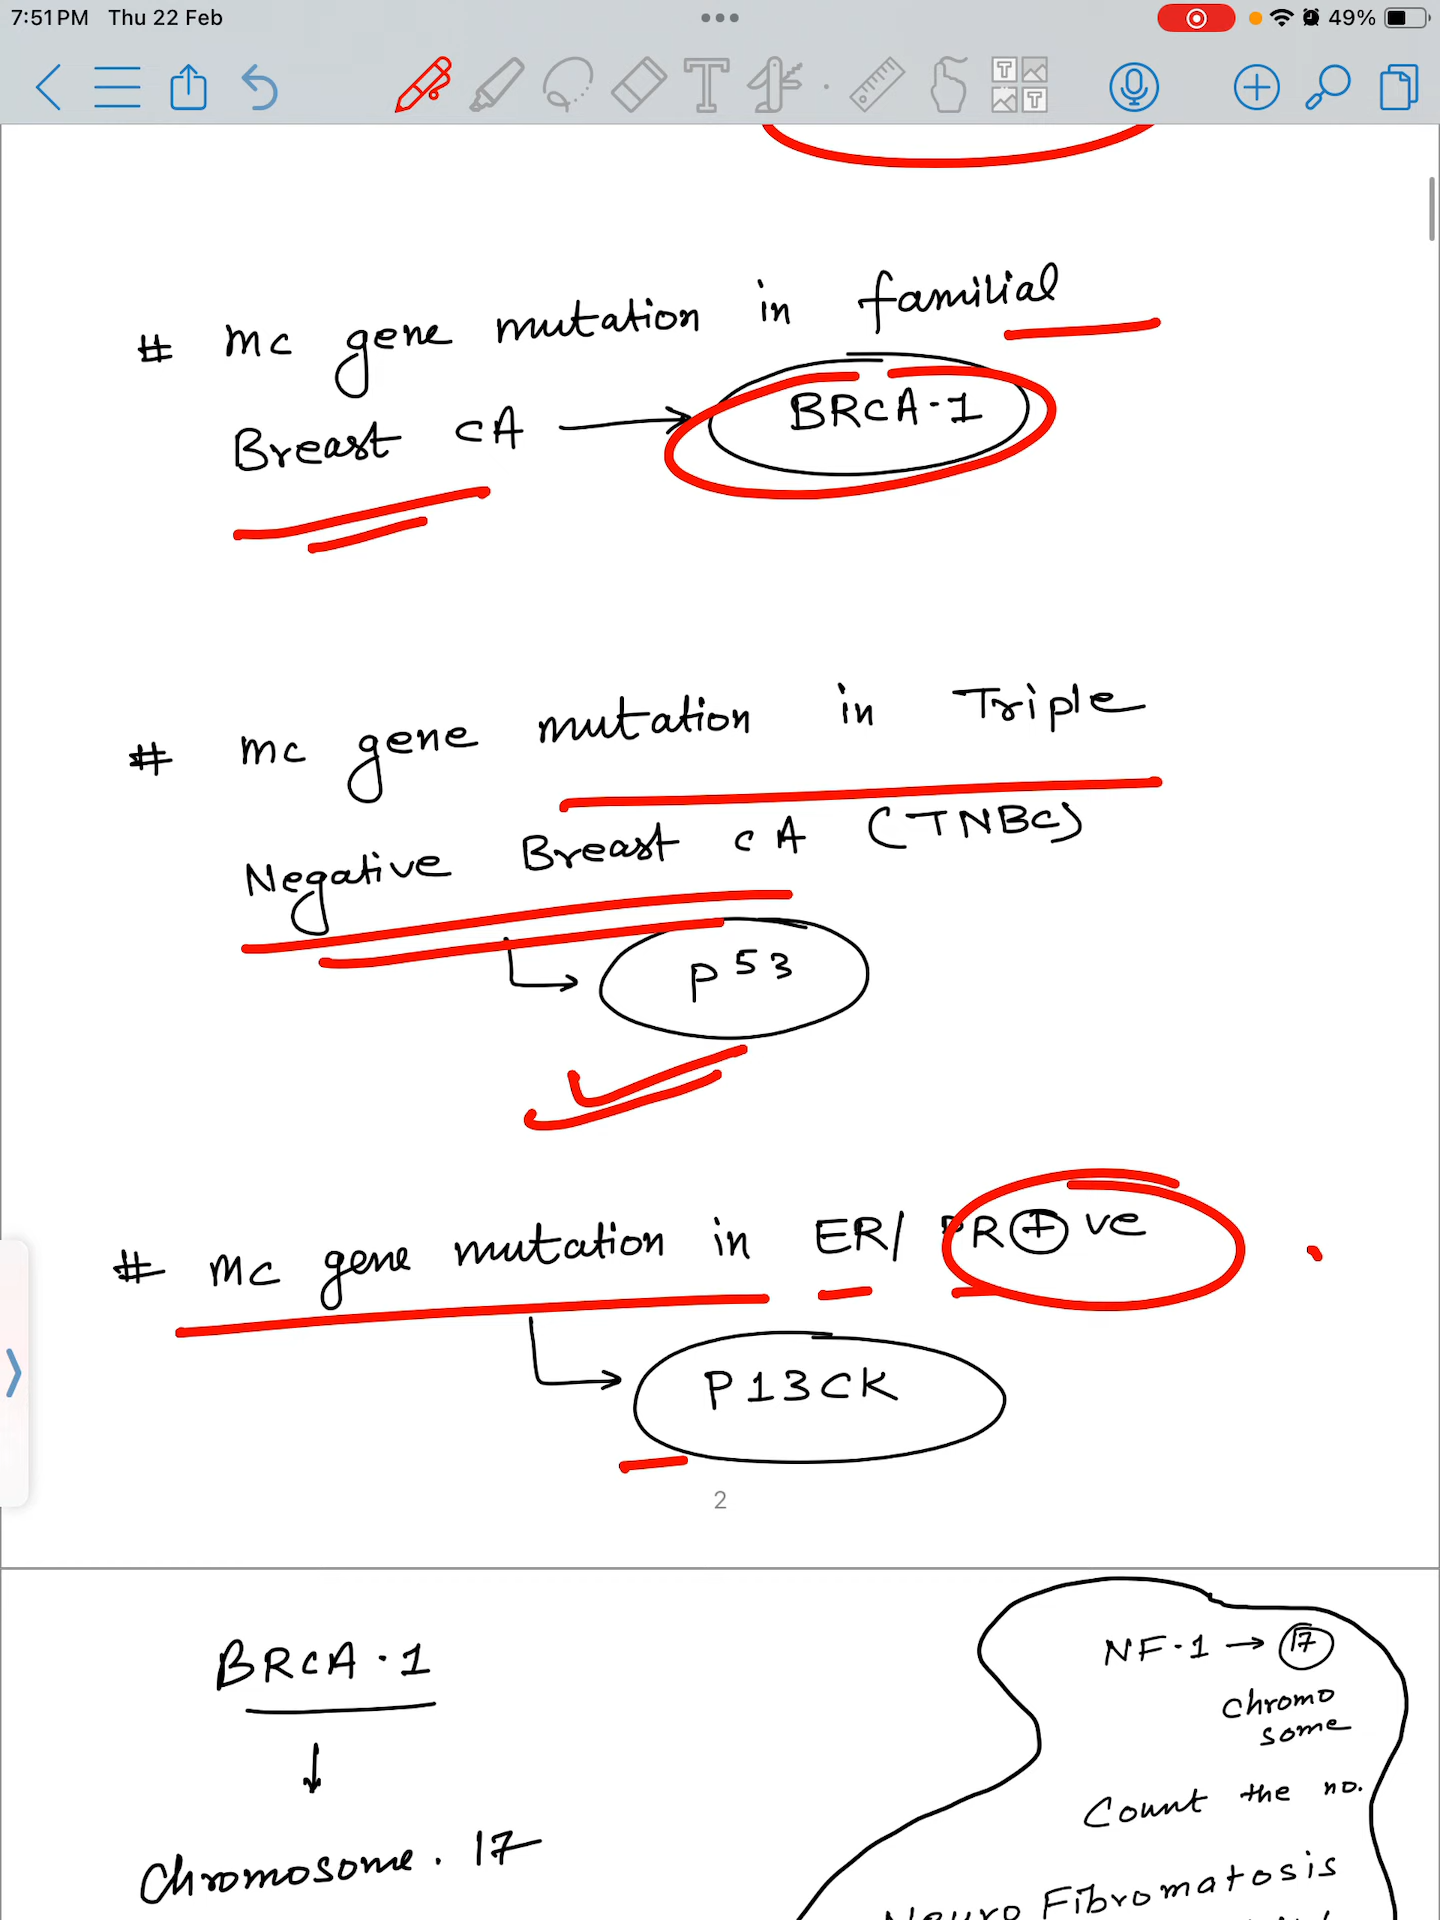 7:51 PM Thu 22 Feb
49%
# mc gene mutation in familial
Breast cA → BRCA-1
# mc gene mutation in Triple
Negative Breast cA (TNBC)
p53
# mc gene mutation in ER/ PR ⊕ ve
P13CK
2
BRCA-1
↓
Chromosome. 17
NF-1 → 17
chromo
some
Count the no.
Neuro Fibromatosis